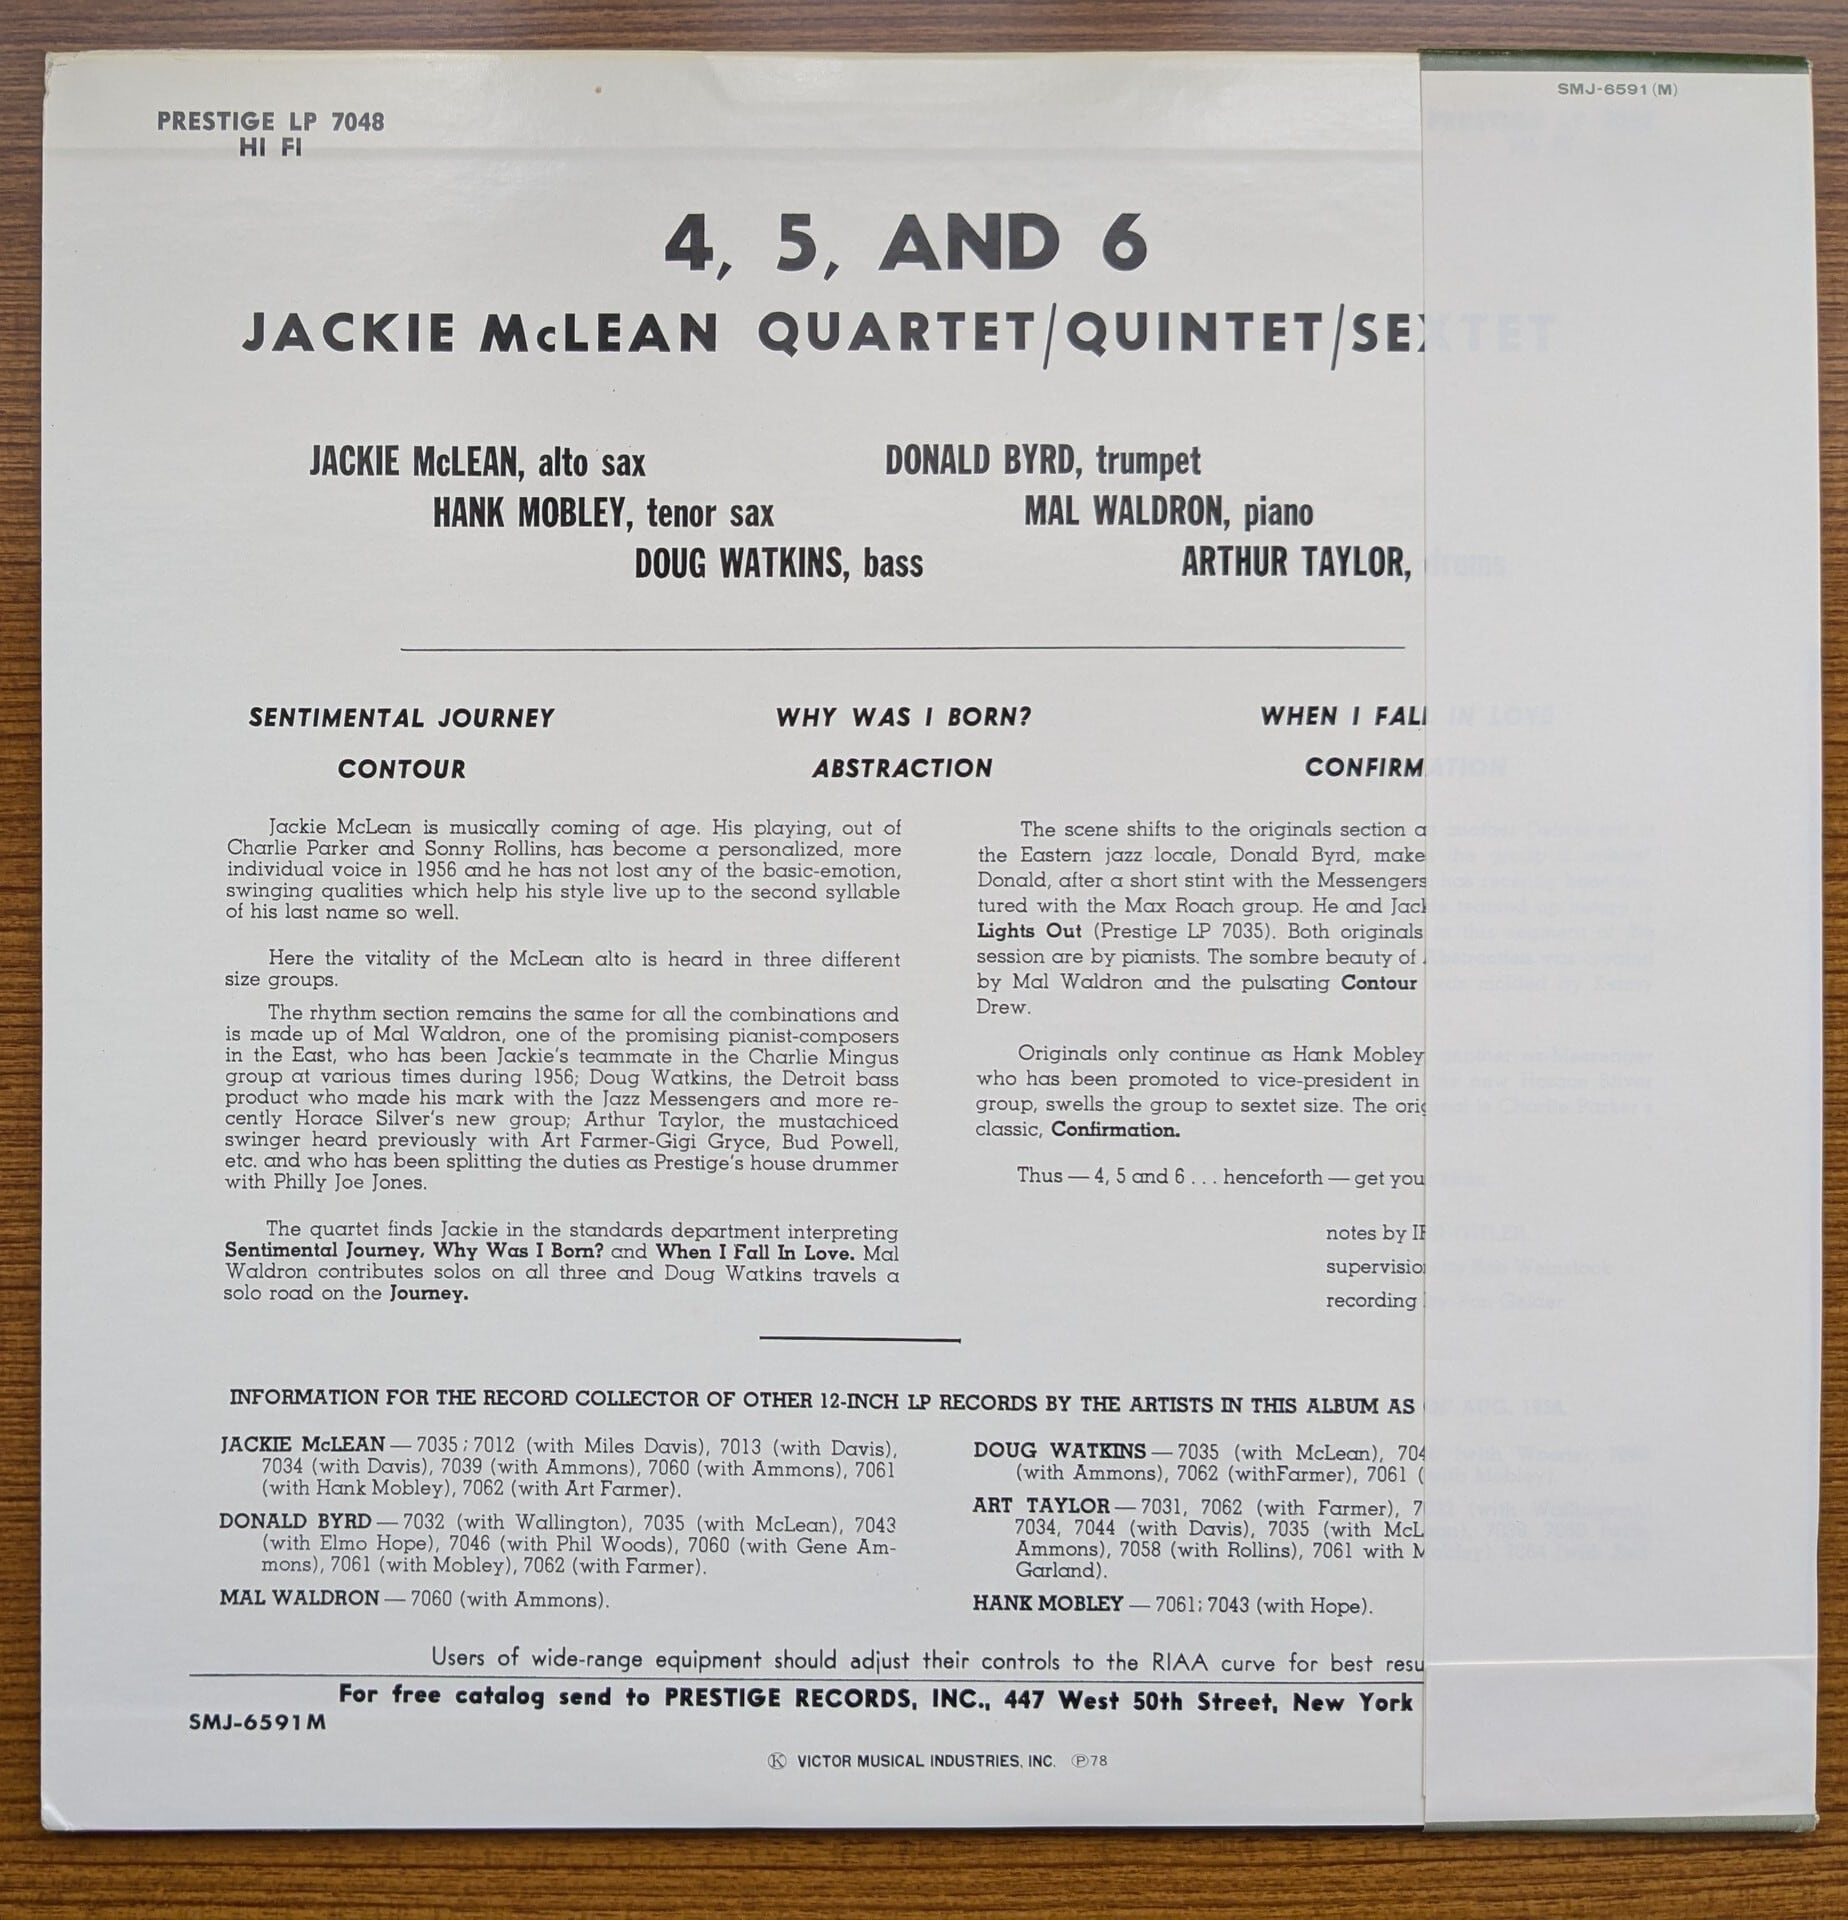 PRESTIGE LP 7048
HI FI
SMJ-6591(M)
4, 5, AND 6
JACKIE McLEAN QUARTET/QUINTET/SEXTET
JACKIE McLEAN, alto sax
DONALD BYRD, trumpet
HANK MOBLEY, tenor sax
MAL WALDRON, piano
DOUG WATKINS, bass
ARTHUR TAYLOR, drums
SENTIMENTAL JOURNEY
WHY WAS I BORN?
WHEN I FALL IN LOVE
CONTOUR
ABSTRACTION
CONFIRMATION
Jackie McLean is musically coming of age. His playing, out of
Charlie Parker and Sonny Rollins, has become a personalized, more
individual voice in 1956 and he has not lost any of the basic-emotion,
swinging qualities which help his style live up to the second syllable
of his last name so well.
Here the vitality of the McLean alto is heard in three different
size groups.
The rhythm section remains the same for all the combinations and
is made up of Mal Waldron, one of the promising pianist-composers
in the East, who has been Jackie's teammate in the Charlie Mingus
group at various times during 1956; Doug Watkins, the Detroit bass
product who made his mark with the Jazz Messengers and more re-
cently Horace Silver's new group; Arthur Taylor, the mustachioed
swinger heard previously with Art Farmer-Gigi Gryce, Bud Powell,
etc. and who has been splitting the duties as Prestige's house drummer
with Philly Joe Jones.
The quartet finds Jackie in the standards department interpreting
Sentimental Journey, Why Was I Born? and When I Fall In Love. Mal
Waldron contributes solos on all three and Doug Watkins travels a
solo road on the Journey.
The scene shifts to the originals section
the Eastern jazz locale, Donald Byrd,
Donald, after a short stint with the Messengers
tured with the Max Roach group. He and
Lights Out (Prestige LP 7035). Both originals
session are by pianists. The sombre beauty of
by Mal Waldron and the pulsating Contour
Drew.
Originals only continue as Hank Mobley
who has been promoted to vice-president in
group, swells the group to sextet size. The
classic, Confirmation.
Thus — 4, 5 and 6 . . . henceforth — get
notes by
supervision by Bob Weinstock
recording by Van Gelder
INFORMATION FOR THE RECORD COLLECTOR OF OTHER 12-INCH LP RECORDS BY THE ARTISTS IN THIS ALBUM AS
JACKIE McLEAN — 7035; 7012 (with Miles Davis), 7013 (with Davis),
7034 (with Davis), 7039 (with Ammons), 7060 (with Ammons), 7061
(with Hank Mobley), 7062 (with Art Farmer).
DONALD BYRD — 7032 (with Wallington), 7035 (with McLean), 7043
(with Elmo Hope), 7046 (with Phil Woods), 7060 (with Gene Am-
mons), 7061 (with Mobley), 7062 (with Farmer).
MAL WALDRON — 7060 (with Ammons).
DOUG WATKINS — 7035 (with McLean),
(with Ammons), 7062 (withFarmer), 7061 (with Mobley).
ART TAYLOR — 7031, 7062 (with Farmer),
7034, 7044 (with Davis), 7035 (with
Ammons), 7058 (with Rollins), 7061 with
Garland).
HANK MOBLEY — 7061; 7043 (with Hope).
Users of wide-range equipment should adjust their controls to the RIAA curve for best
For free catalog send to PRESTIGE RECORDS, INC., 447 West 50th Street, New York
SMJ-6591M
Ⓚ VICTOR MUSICAL INDUSTRIES, INC. Ⓟ78